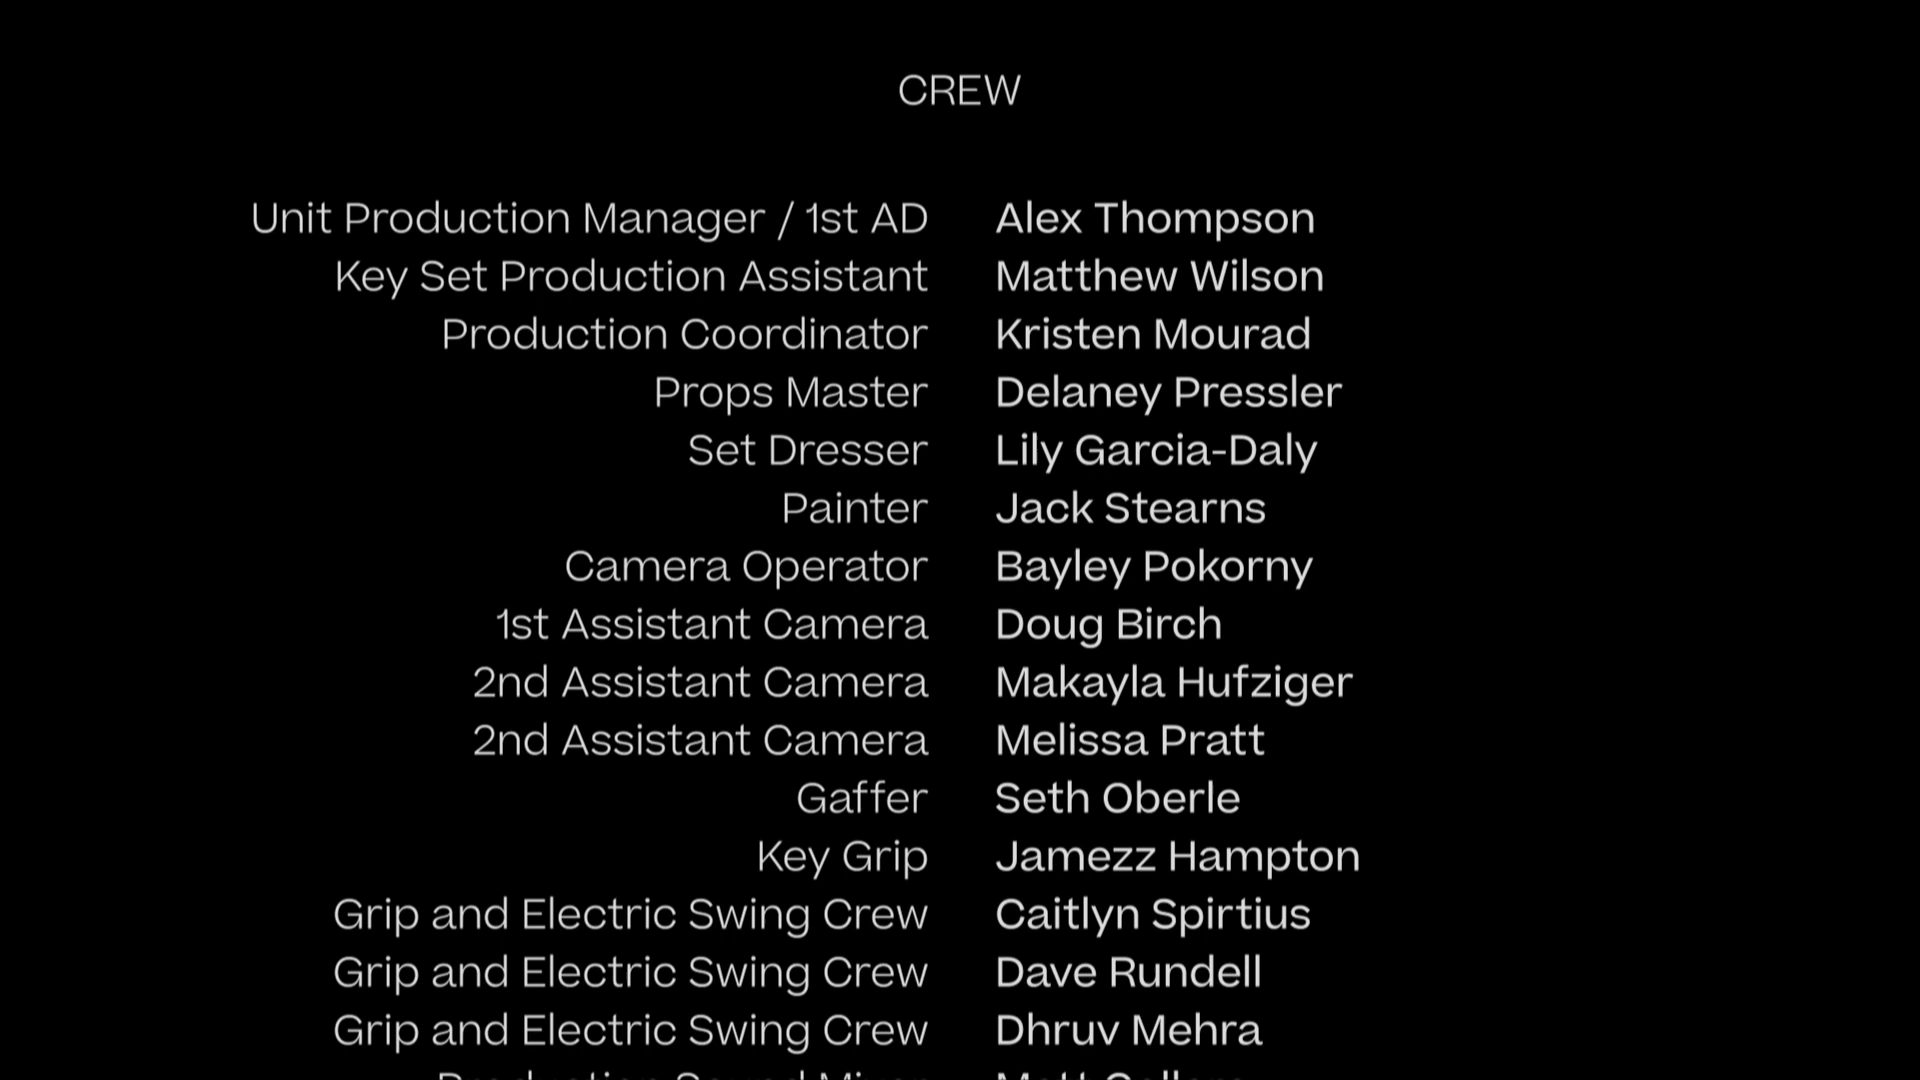 CREW
Unit Production Manager / 1st AD Alex Thompson
Key Set Production Assistant Matthew Wilson
Production Coordinator Kristen Mourad
Props Master Delaney Pressler
Set Dresser Lily Garcia-Daly
Painter Jack Stearns
Camera Operator Bayley Pokorny
1st Assistant Camera Doug Birch
2nd Assistant Camera Makayla Hufziger
2nd Assistant Camera Melissa Pratt
Gaffer Seth Oberle
Key Grip Jamezz Hampton
Grip and Electric Swing Crew Caitlyn Spirtius
Grip and Electric Swing Crew Dave Rundell
Grip and Electric Swing Crew Dhruv Mehra